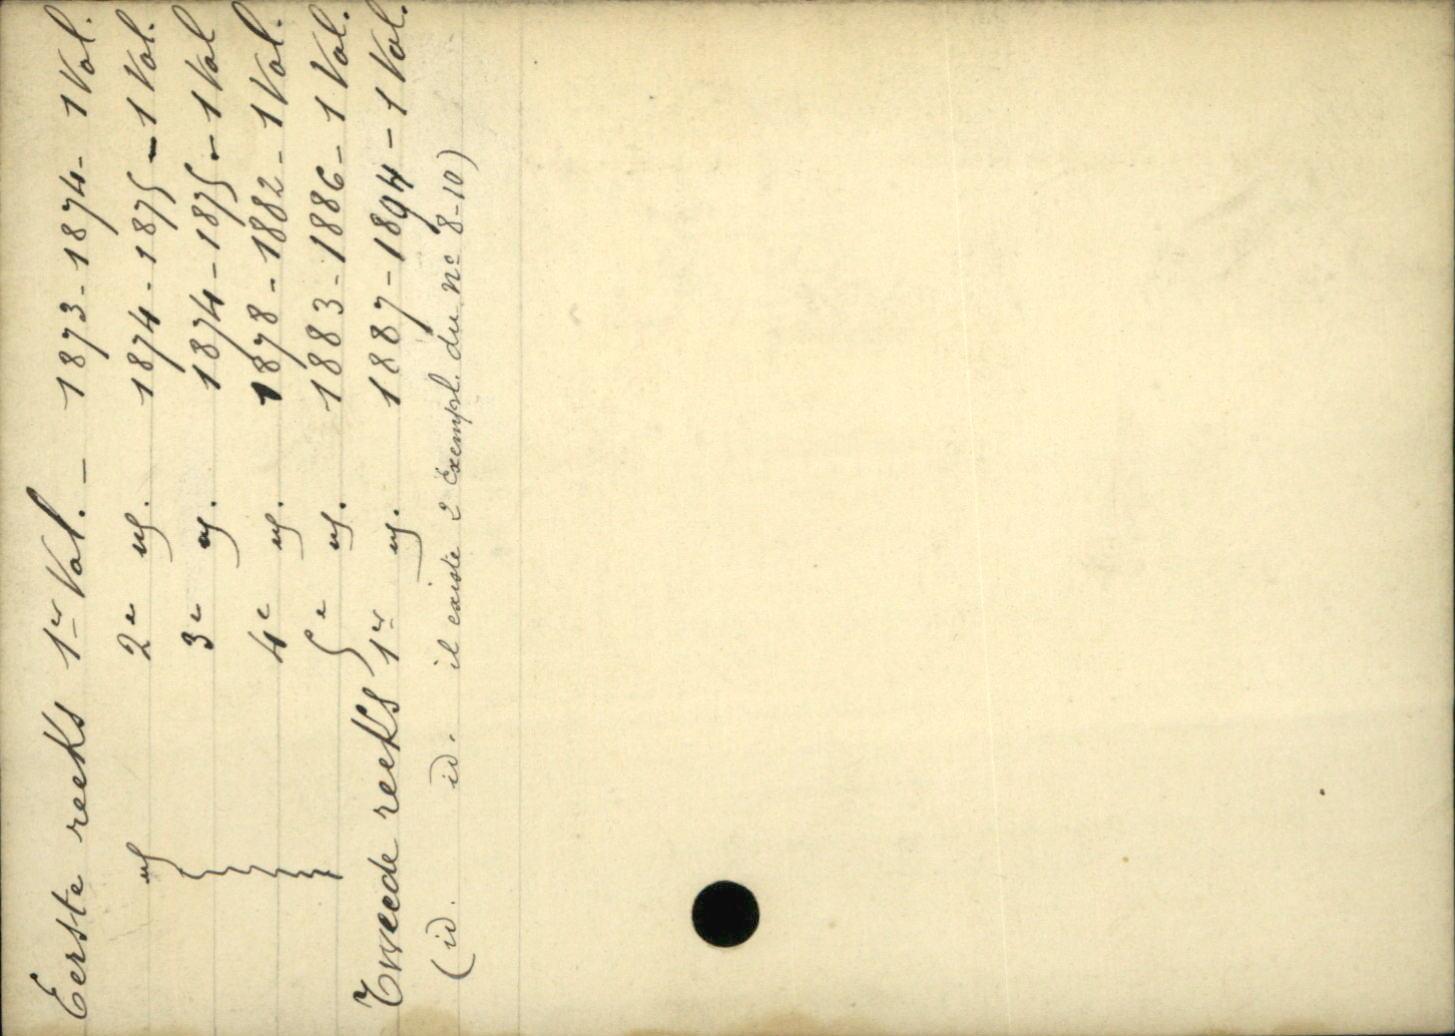 Eerste reeks 1er Vol. - 1873-1874- 1 Vol.
id 2e id. 1874-1875 - 1 Vol.
3e id. 1874-1875 - 1 Vol
4e id. 1878-1882 - 1 Vol.
5e id. 1883-1886 - 1 Vol.
Tweede reeks 1er id. 1887-1894 - 1 Vol.
(id. id. il existe 2 Exempl. du no 8-10)